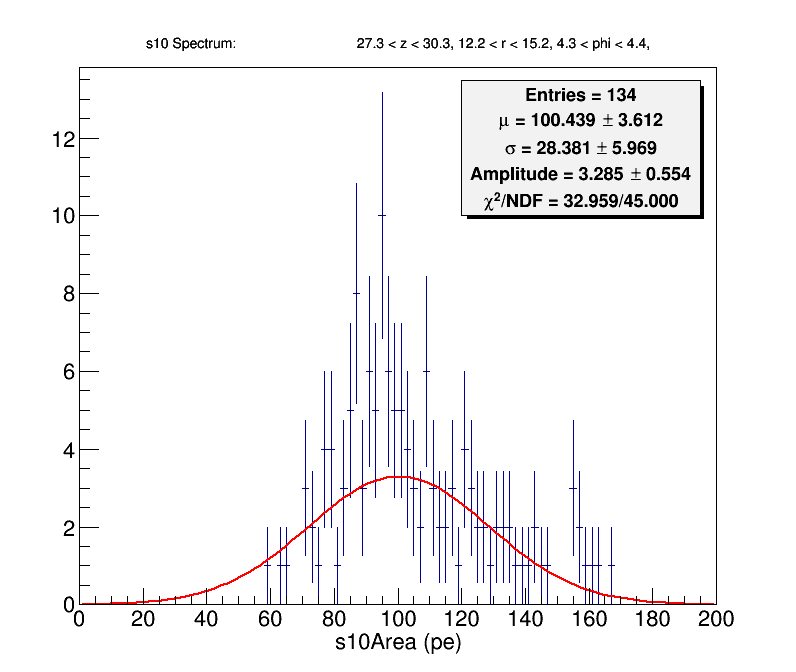 s10 Spectrum: 27.3 < z < 30.3, 12.2 < r < 15.2, 4.3 < phi < 4.4,
Entries = 134
μ = 100.439 ± 3.612
σ = 28.381 ± 5.969
Amplitude = 3.285 ± 0.554
χ²/NDF = 32.959/45.000
12
10
8
6
4
2
0
0 20 40 60 80 100 120 140 160 180 200
s10Area (pe)